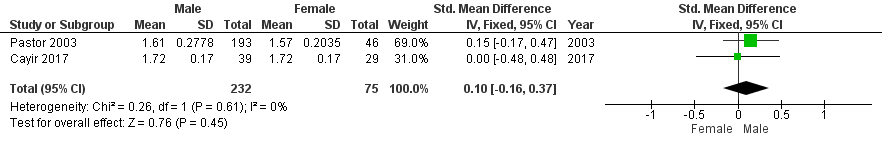 Male Female Std. Mean Difference Std. Mean Difference
Study or Subgroup Mean SD Total Mean SD Total Weight IV, Fixed, 95% CI Year IV, Fixed, 95% CI
Pastor 2003 1.61 0.2778 193 1.57 0.2035 46 69.0% 0.15 [-0.17, 0.47] 2003
Cayir 2017 1.72 0.17 39 1.72 0.17 29 31.0% 0.00 [-0.48, 0.48] 2017
Total (95% CI) 232 75 100.0% 0.10 [-0.16, 0.37]
Heterogeneity: Chi² = 0.26, df = 1 (P = 0.61); I² = 0%
Test for overall effect: Z = 0.76 (P = 0.45)
-1 -0.5 0 0.5 1
Female Male